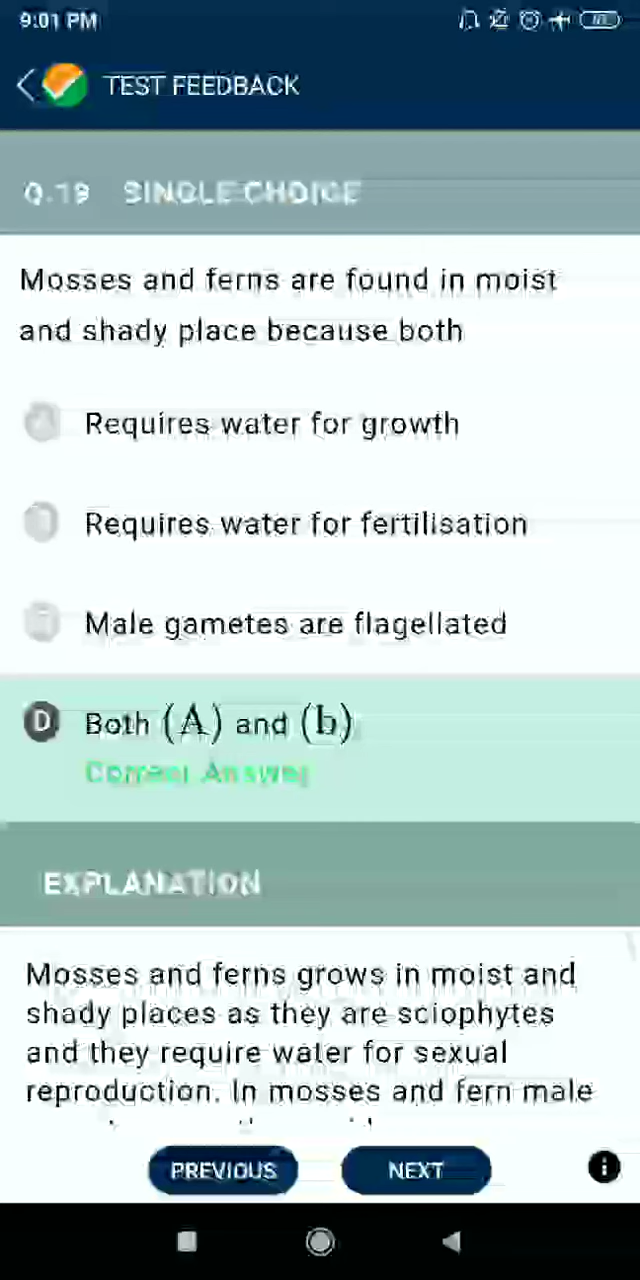 9:01 PM
TEST FEEDBACK
Q.19 SINGLE CHOICE
Mosses and ferns are found in moist
and shady place because both
Requires water for growth
Requires water for fertilisation
Male gametes are flagellated
D Both (A) and (b)
Correct Answer
EXPLANATION
Mosses and ferns grows in moist and
shady places as they are sciophytes
and they require water for sexual
reproduction. In mosses and fern male
PREVIOUS NEXT